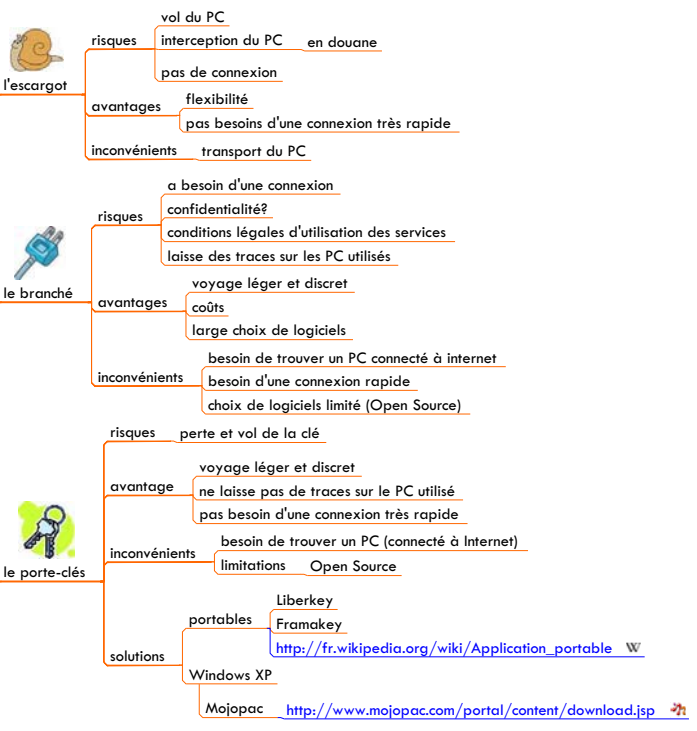 l'escargot
risques
vol du PC
interception du PC
en douane
pas de connexion
avantages
flexibilité
pas besoins d'une connexion très rapide
inconvénients
transport du PC
le branché
risques
a besoin d'une connexion
confidentialité?
conditions légales d'utilisation des services
laisse des traces sur les PC utilisés
avantages
voyage léger et discret
coûts
large choix de logiciels
inconvénients
besoin de trouver un PC connecté à internet
besoin d'une connexion rapide
choix de logiciels limité (Open Source)
le porte-clés
risques
perte et vol de la clé
avantage
voyage léger et discret
ne laisse pas de traces sur le PC utilisé
pas besoin d'une connexion très rapide
inconvénients
besoin de trouver un PC (connecté à Internet)
limitations
Open Source
solutions
portables
Liberkey
Framakey
http://fr.wikipedia.org/wiki/Application_portable W
Windows XP
Mojopac
http://www.mojopac.com/portal/content/download.jsp